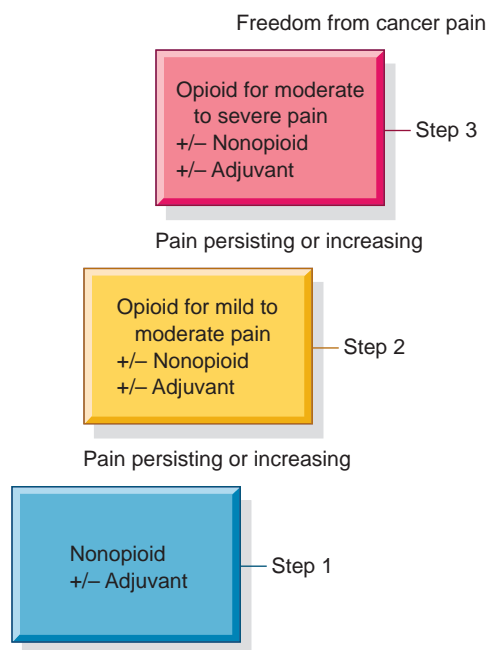 Freedom from cancer pain
Opioid for moderate
to severe pain
+/– Nonopioid
+/– Adjuvant
Step 3
Pain persisting or increasing
Opioid for mild to
moderate pain
+/– Nonopioid
+/– Adjuvant
Step 2
Pain persisting or increasing
Nonopioid
+/– Adjuvant
Step 1